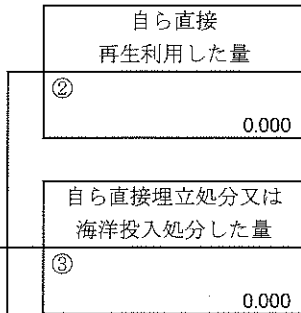 自ら直接
再生利用した量
②
0.000
自ら直接埋立処分又は
海洋投入処分した量
③
0.000